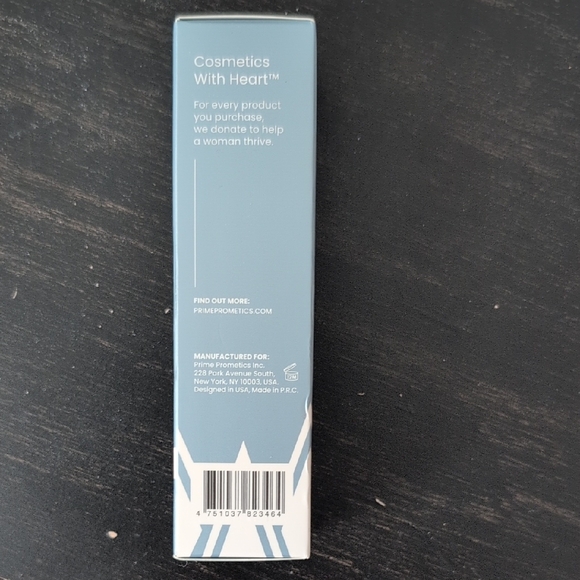 Cosmetics
With Heart™
For every product
you purchase,
we donate to help
a woman thrive.
FIND OUT MORE:
PRIMEPROMETICS.COM
MANUFACTURED FOR:
Prime Prometics Inc.
228 Park Avenue South,
New York, NY 10003, USA
Designed in USA, Made in P.R.C.
4 751037 823464